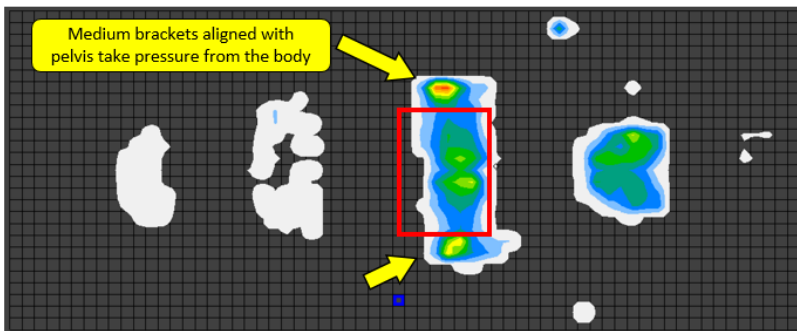 Medium brackets aligned with
pelvis take pressure from the body